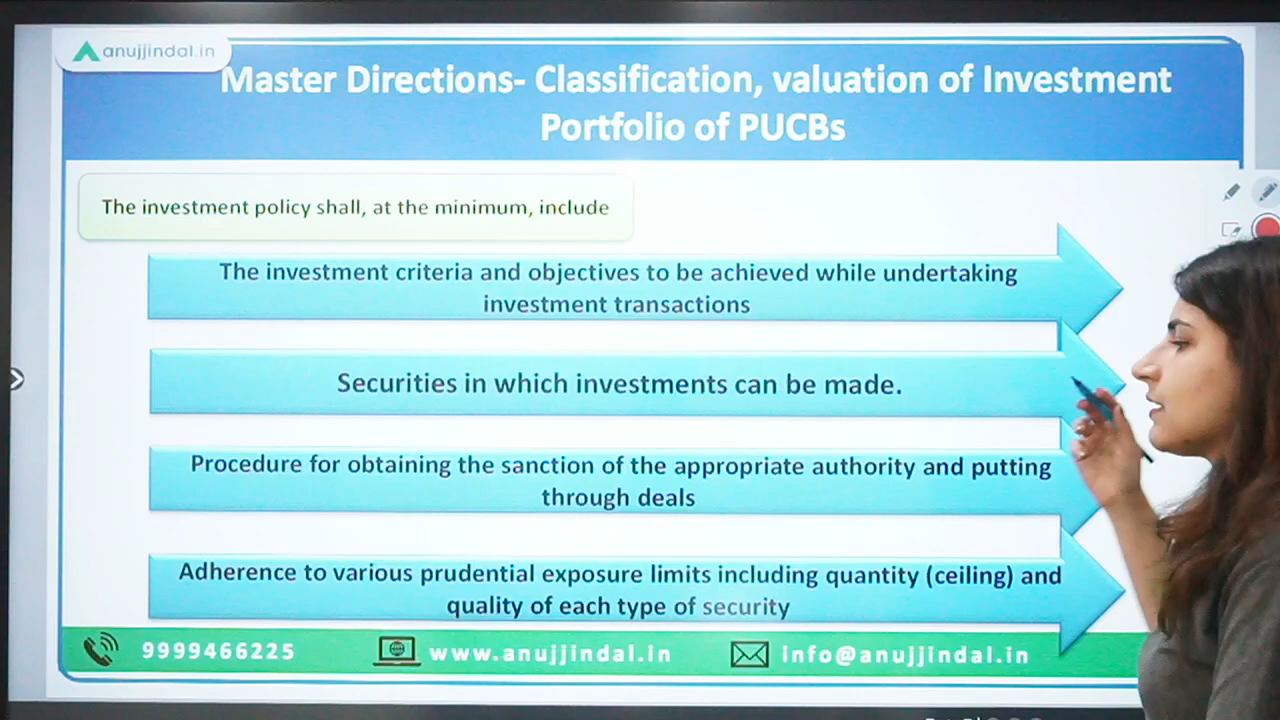 anujjindal.in
Master Directions- Classification, valuation of Investment
Portfolio of PUCBs
The investment policy shall, at the minimum, include
The investment criteria and objectives to be achieved while undertaking
investment transactions
Securities in which investments can be made.
Procedure for obtaining the sanction of the appropriate authority and putting
through deals
Adherence to various prudential exposure limits including quantity (ceiling) and
quality of each type of security
9999466225
www.anujjindal.in
info@anujjindal.in